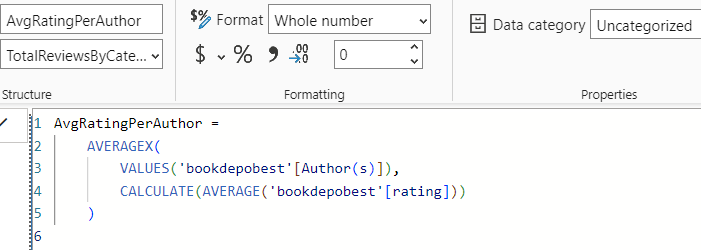 AvgRatingPerAuthor
$% Format Whole number
Data category Uncategorized
TotalReviewsByCate...
$ % , .00 .0 0
Structure
Formatting
Properties
1 AvgRatingPerAuthor =
2 AVERAGEX(
3 VALUES('bookdepobest'[Author(s)]),
4 CALCULATE(AVERAGE('bookdepobest'[rating]))
5 )
6